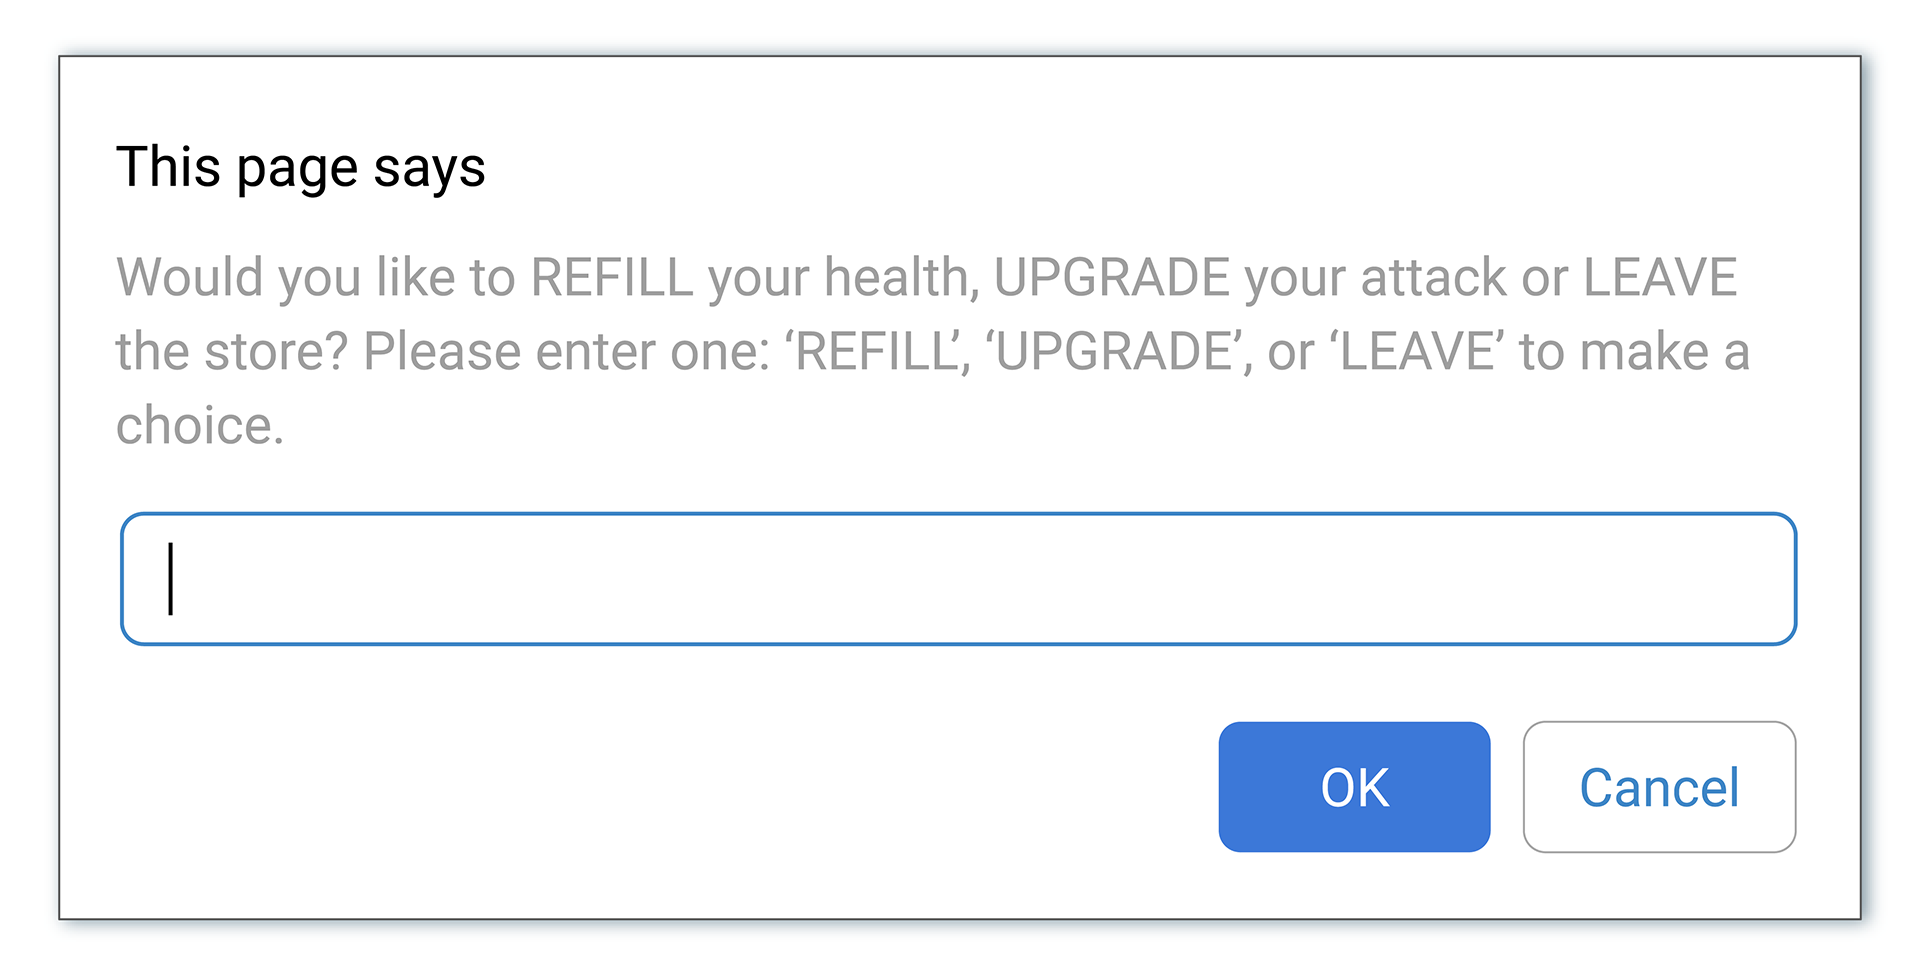 This page says
Would you like to REFILL your health, UPGRADE your attack or LEAVE
the store? Please enter one: ‘REFILL’, ‘UPGRADE’, or ‘LEAVE’ to make a
choice.
OK
Cancel